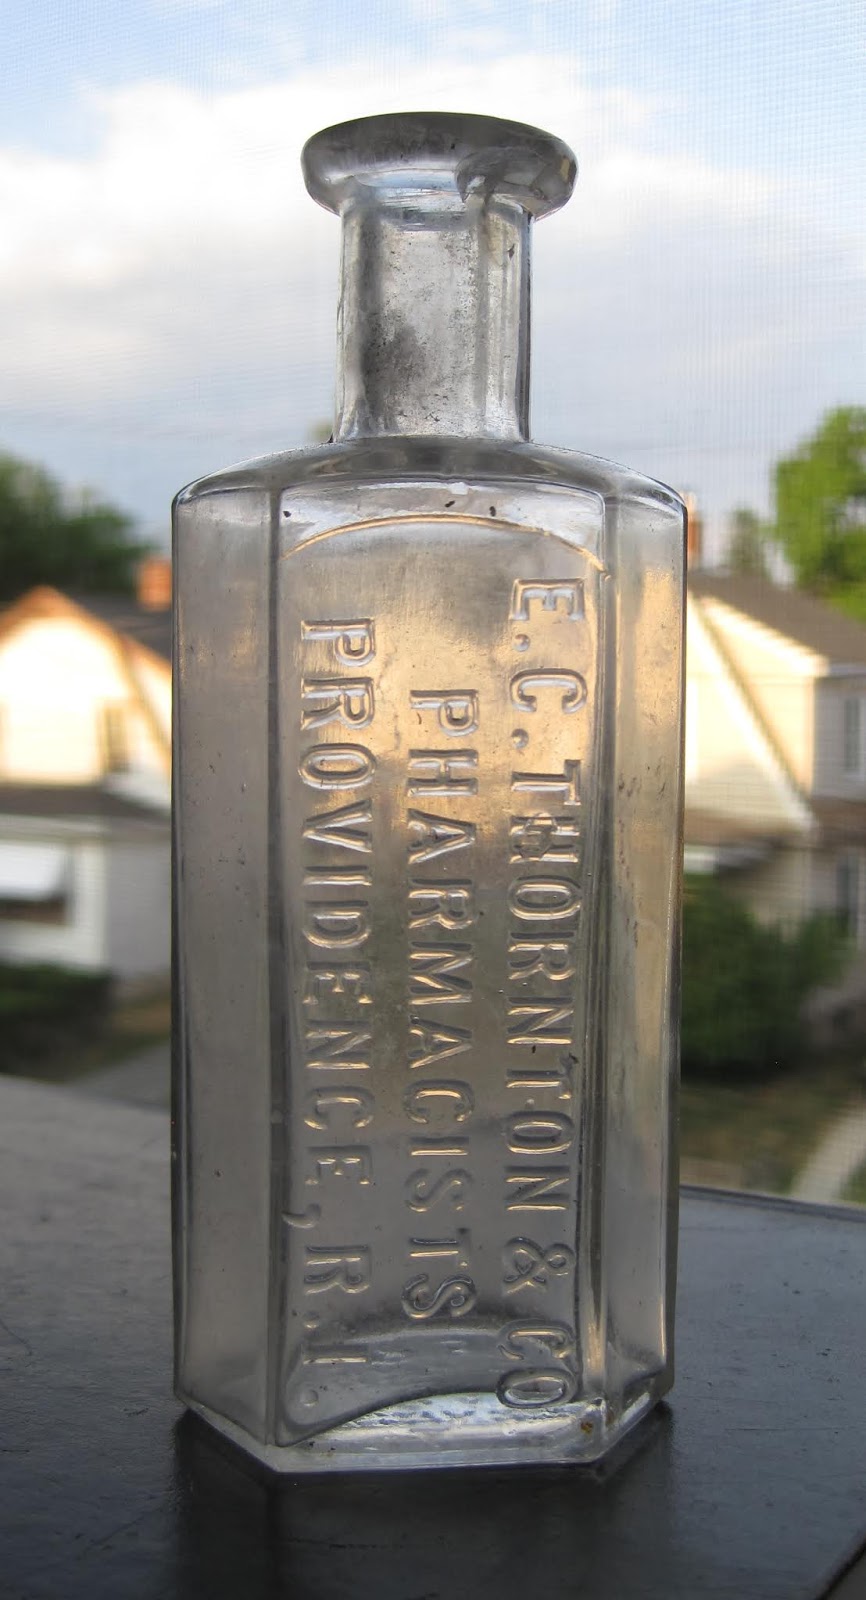 E. C. THORNTON & CO
PHARMACISTS
PROVIDENCE, R. I.